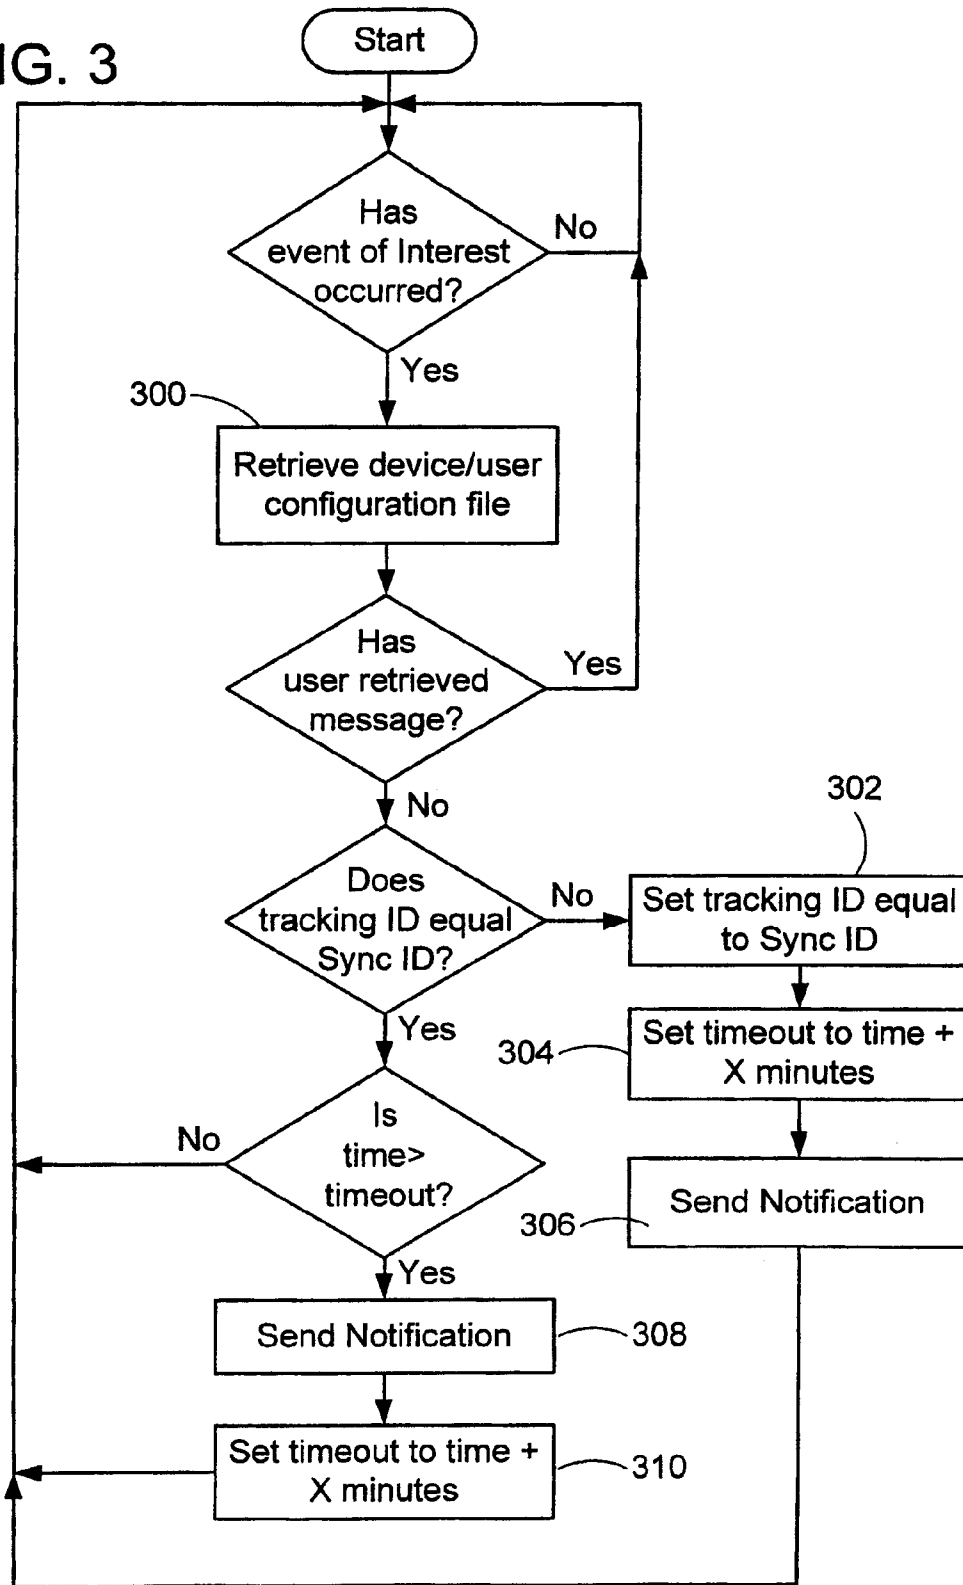 IG. 3
Start
Has
event of Interest
occurred?
No
Yes
300
Retrieve device/user
configuration file
Has
user retrieved
message?
Yes
No
302
Does
tracking ID equal
Sync ID?
No
Set tracking ID equal
to Sync ID
Yes
304
Set timeout to time +
X minutes
Is
time>
timeout?
No
306
Send Notification
Yes
Send Notification
308
Set timeout to time +
X minutes
310